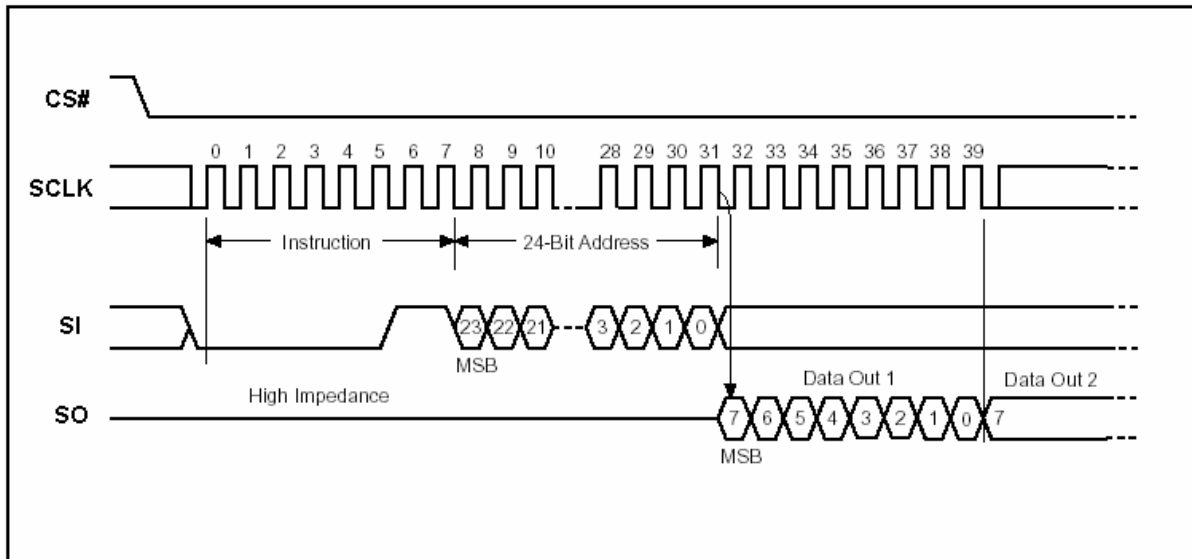 CS#
0 1 2 3 4 5 6 7 8 9 10 28 29 30 31 32 33 34 35 36 37 38 39
SCLK
Instruction 24-Bit Address
SI 23 22 21 3 2 1 0
MSB
High Impedance Data Out 1 Data Out 2
SO 7 6 5 4 3 2 1 0 7
MSB